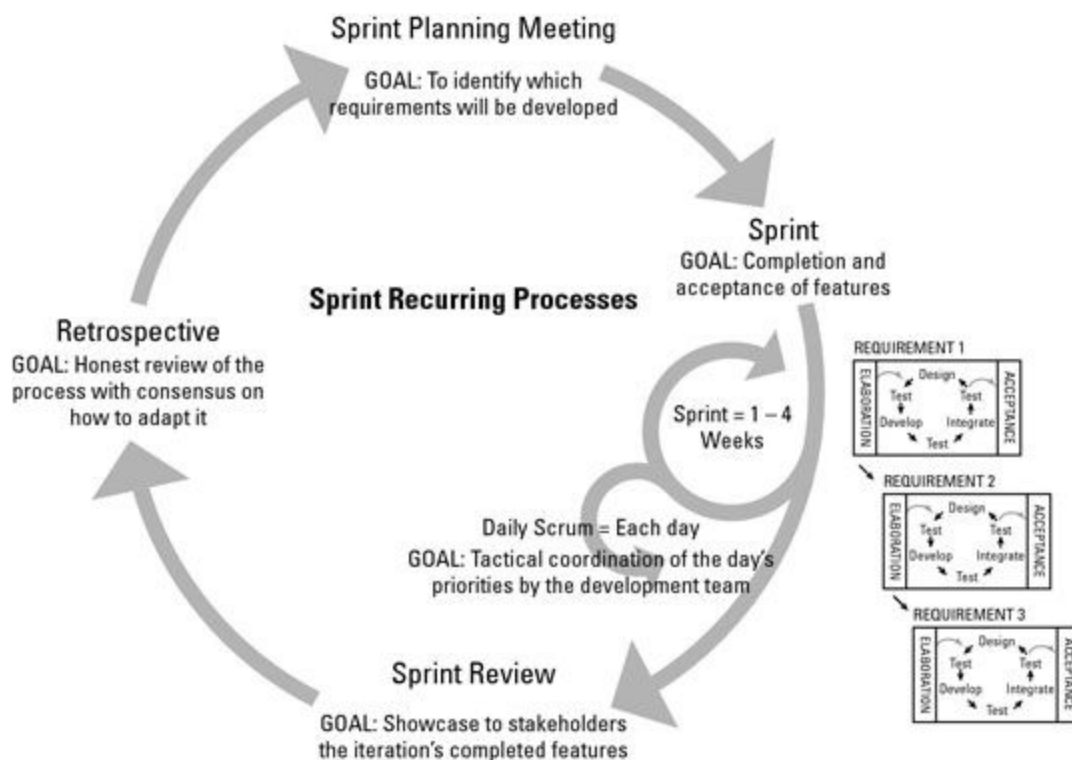 Sprint Planning Meeting
GOAL: To identify which
requirements will be developed
Sprint
GOAL: Completion and
acceptance of features
Sprint Recurring Processes
Retrospective
GOAL: Honest review of the
process with consensus on
how to adapt it
Sprint = 1 – 4
Weeks
Daily Scrum = Each day
GOAL: Tactical coordination of the day's
priorities by the development team
Sprint Review
GOAL: Showcase to stakeholders
the iteration's completed features
REQUIREMENT 1
ELABORATION
Design
Test
Test
Develop
Integrate
Test
ACCEPTANCE
REQUIREMENT 2
ELABORATION
Design
Test
Test
Develop
Integrate
Test
ACCEPTANCE
REQUIREMENT 3
ELABORATION
Design
Test
Test
Develop
Integrate
Test
ACCEPTANCE